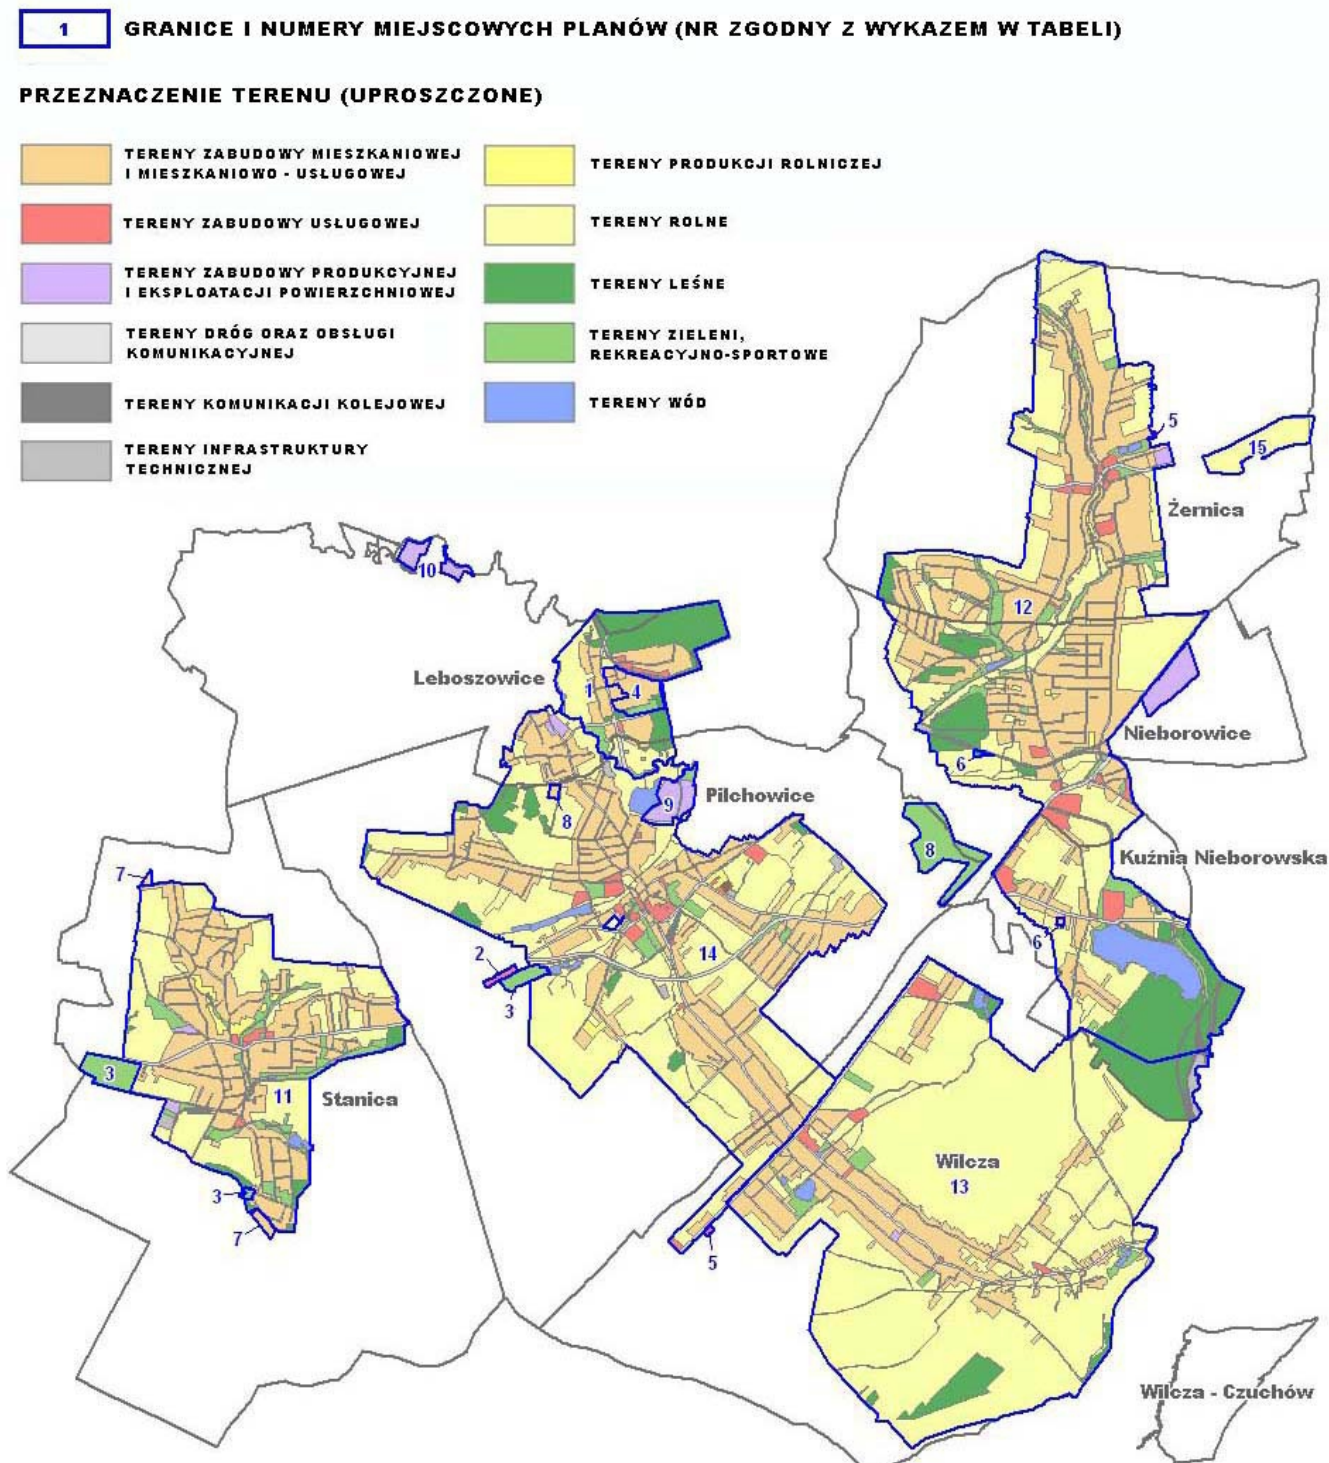 1 GRANICE I NUMERY MIEJSCOWYCH PLANÓW (NR ZGODNY Z WYKAZEM W TABELI)
PRZEZNACZENIE TERENU (UPROSZCZONE)
TERENY ZABUDOWY MIESZKANIOWEJ
I MIESZKANIOWO - USŁUGOWEJ
TERENY ZABUDOWY USŁUGOWEJ
TERENY ZABUDOWY PRODUKCYJNEJ
I EKSPLOATACJI POWIERZCHNIOWEJ
TERENY DRÓG ORAZ OBSŁUGI
KOMUNIKACYJNEJ
TERENY KOMUNIKACJI KOLEJOWEJ
TERENY INFRASTRUKTURY
TECHNICZNEJ
TERENY PRODUKCJI ROLNICZEJ
TERENY ROLNE
TERENY LEŚNE
TERENY ZIELENI,
REKREACYJNO-SPORTOWE
TERENY WÓD
5
15
Żernica
10
12
Leboszowice
1
4
Nieborowice
6
Pilchowice
9
8
8
Kuźnia Nieborowska
7
6
14
2
3
3
11
Stanica
Wilcza
13
3
7
5
Wilcza - Czuchów